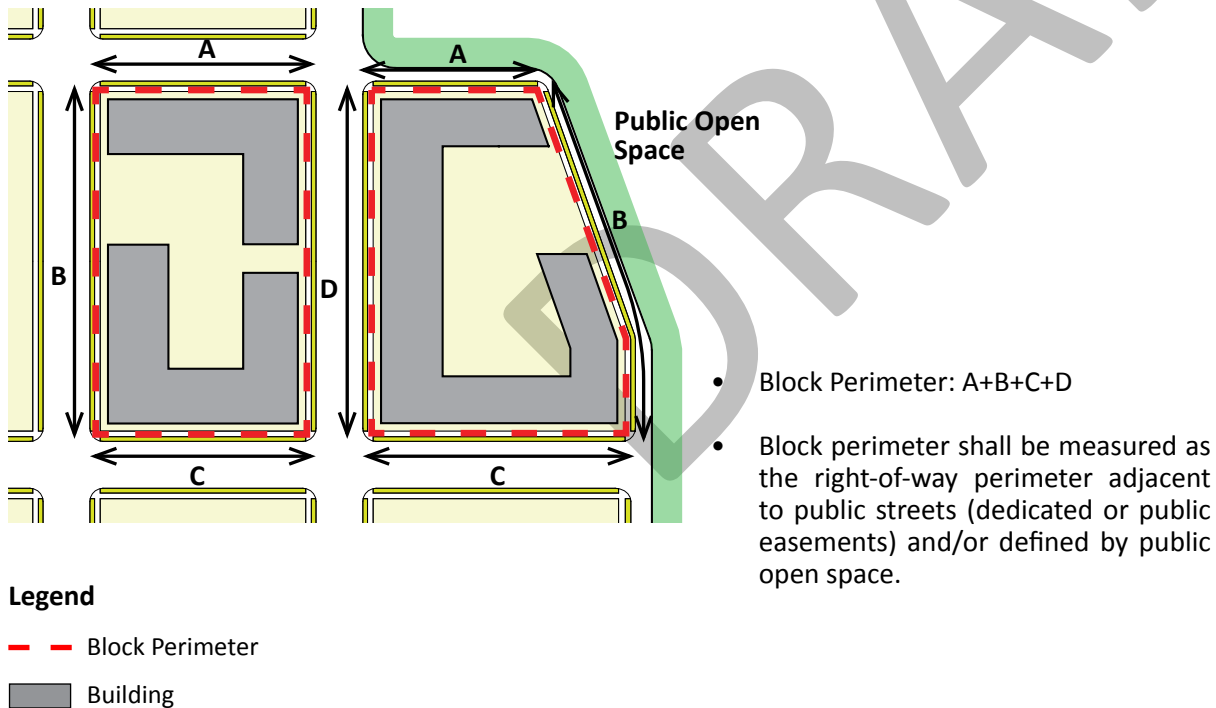 A
A
Public Open
Space
B
B
D
C
C
• Block Perimeter: A+B+C+D
• Block perimeter shall be measured as
the right-of-way perimeter adjacent
to public streets (dedicated or public
easements) and/or defined by public
open space.
Legend
Block Perimeter
Building